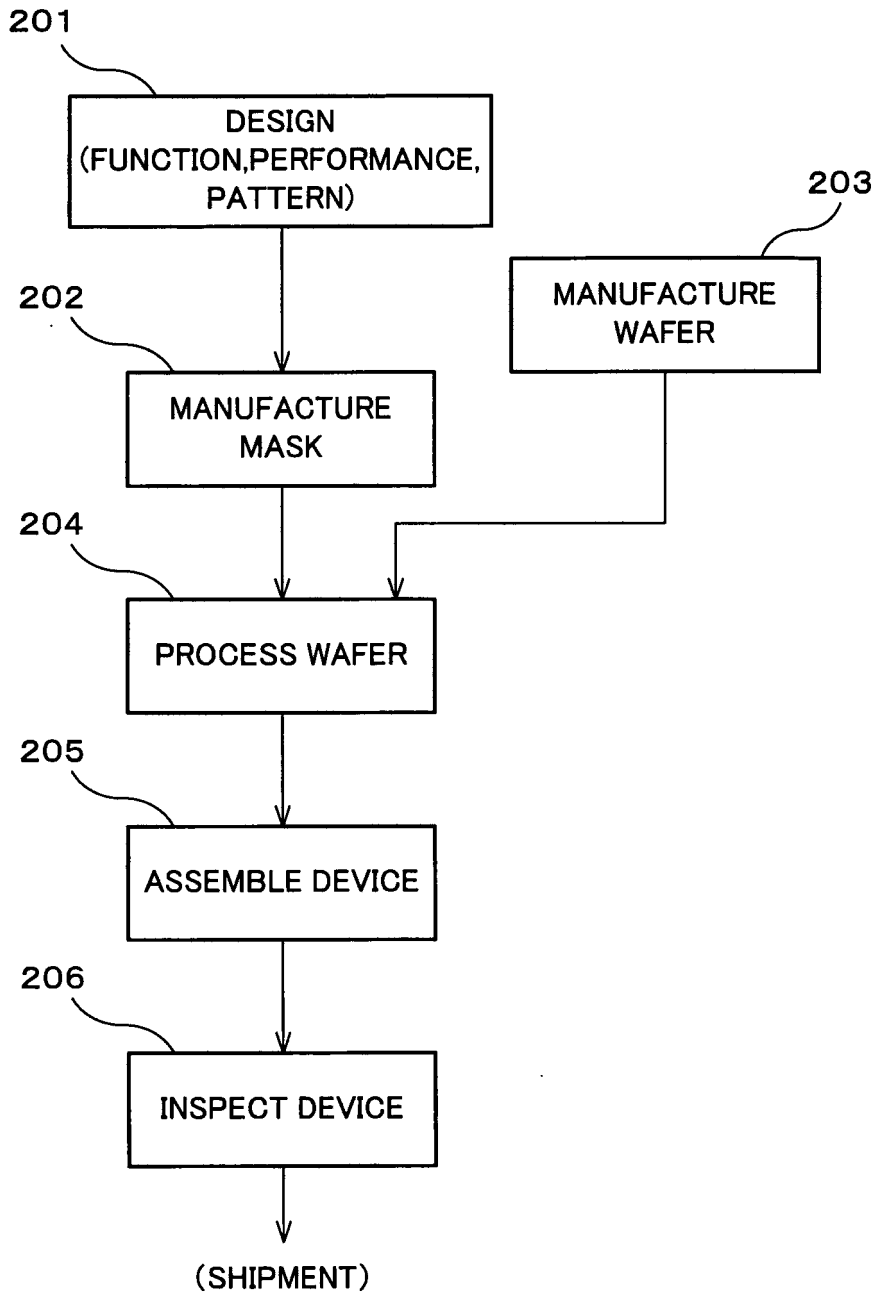 201
DESIGN
(FUNCTION,PERFORMANCE,
PATTERN)
203
MANUFACTURE
WAFER
202
MANUFACTURE
MASK
204
PROCESS WAFER
205
ASSEMBLE DEVICE
206
INSPECT DEVICE
(SHIPMENT)